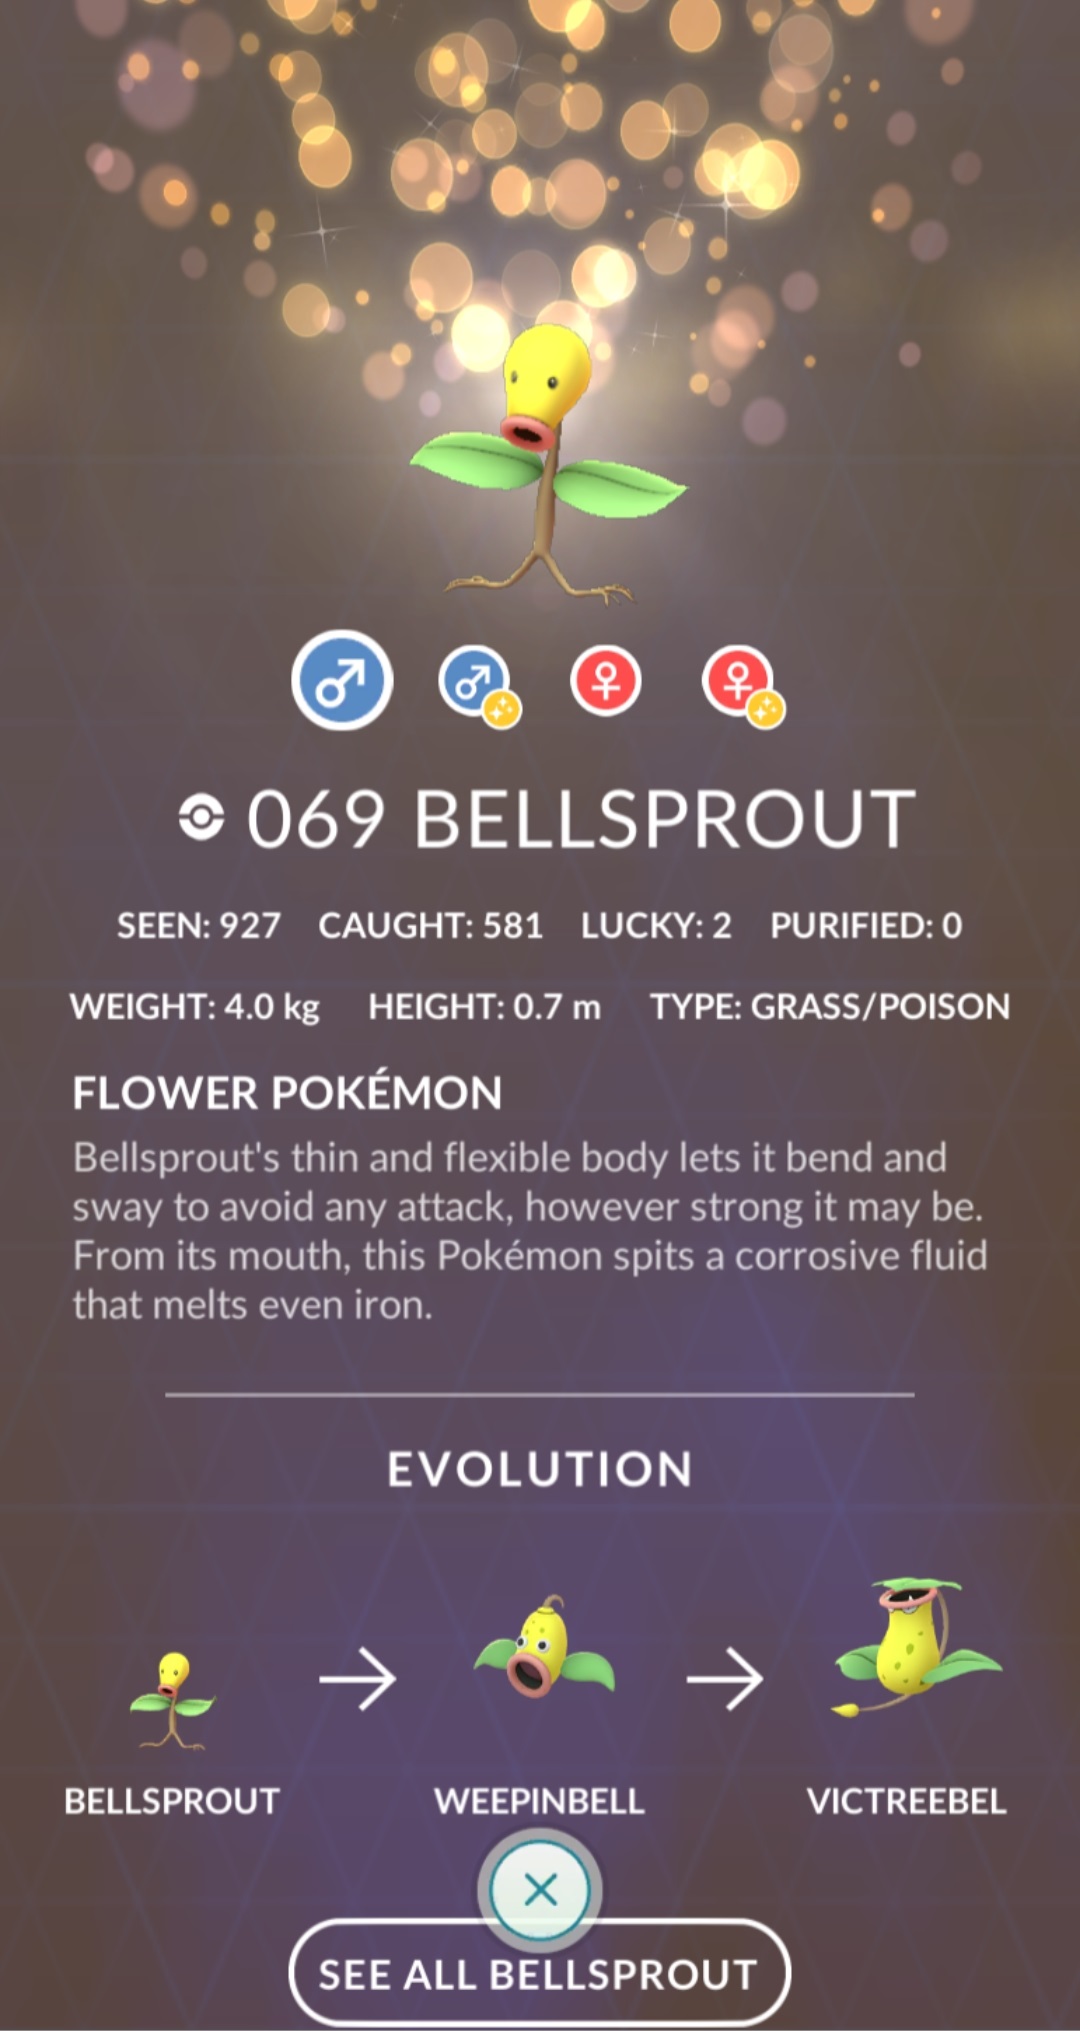 069 BELLSPROUT
SEEN: 927 CAUGHT: 581 LUCKY: 2 PURIFIED: 0
WEIGHT: 4.0 kg HEIGHT: 0.7 m TYPE: GRASS/POISON
FLOWER POKÉMON
Bellsprout's thin and flexible body lets it bend and
sway to avoid any attack, however strong it may be.
From its mouth, this Pokémon spits a corrosive fluid
that melts even iron.
EVOLUTION
BELLSPROUT WEEPINBELL VICTREEBEL
SEE ALL BELLSPROUT